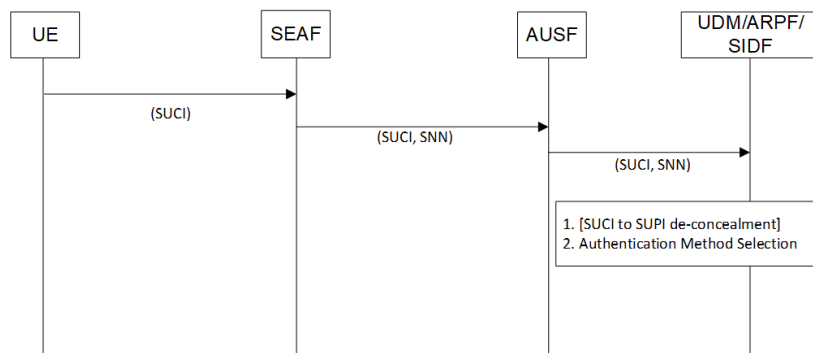 UE
SEAF
AUSF
UDM/ARPF/
SIDF
(SUCI)
(SUCI, SNN)
(SUCI, SNN)
1. [SUCI to SUPI de-concealment]
2. Authentication Method Selection